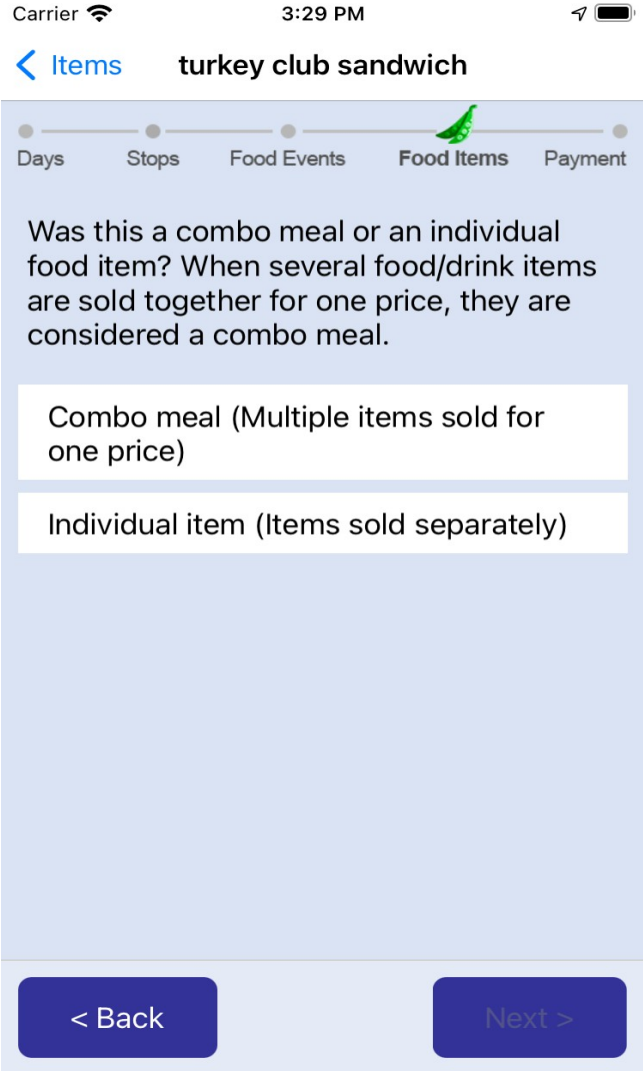 Carrier 3:29 PM
Items turkey club sandwich
Days Stops Food Events Food Items Payment
Was this a combo meal or an individual
food item? When several food/drink items
are sold together for one price, they are
considered a combo meal.
Combo meal (Multiple items sold for
one price)
Individual item (Items sold separately)
< Back Next >